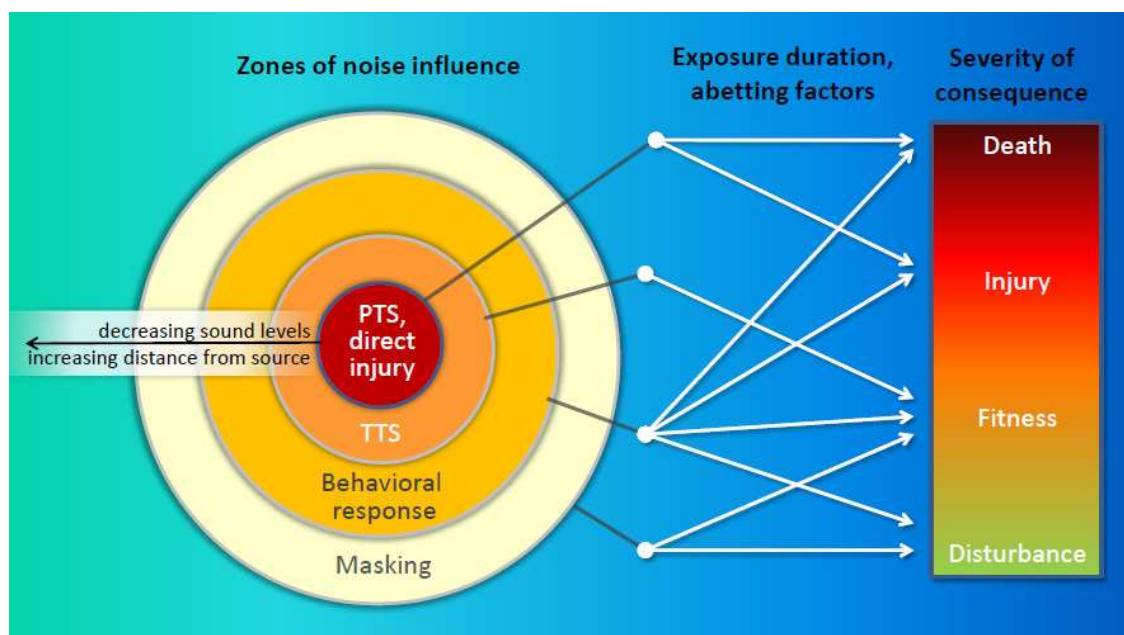 Zones of noise influence
Exposure duration,
abetting factors
Severity of
consequence
decreasing sound levels
increasing distance from source
PTS,
direct
injury
TTS
Behavioral
response
Masking
Death
Injury
Fitness
Disturbance